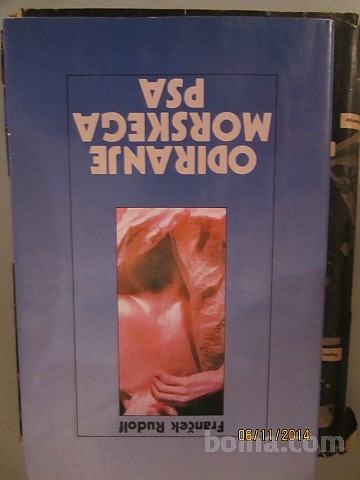 Franček Rudolf
ODIRANJE
MORSKEGA
PSA
06/11/2014
bolha.com